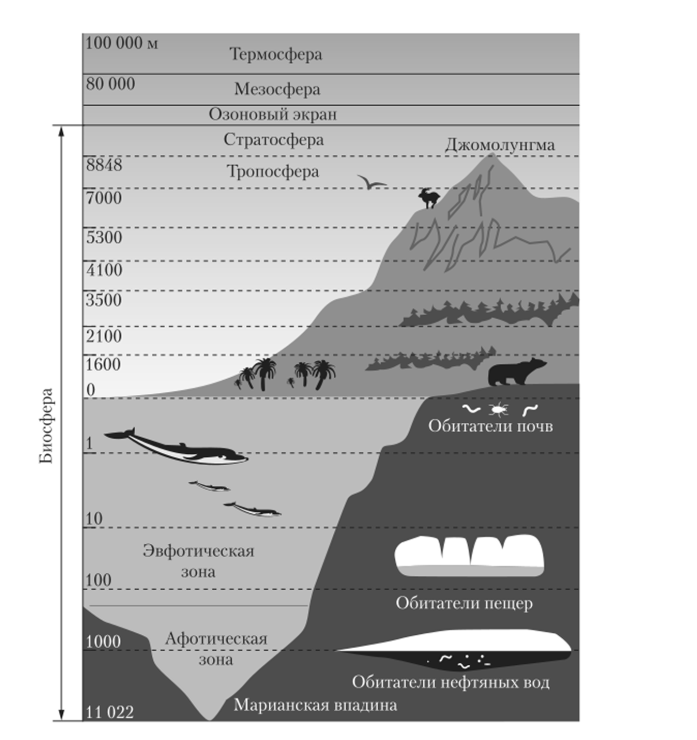 100 000 м
Термосфера
80 000
Мезосфера
Озоновый экран
Стратосфера
Джомолунгма
8848
Тропосфера
7000
5300
4100
3500
2100
1600
0
Биосфера
Обитатели почв
1
10
Эвфотическая
зона
100
Обитатели пещер
1000
Афотическая
зона
Обитатели нефтяных вод
Марианская впадина
11 022